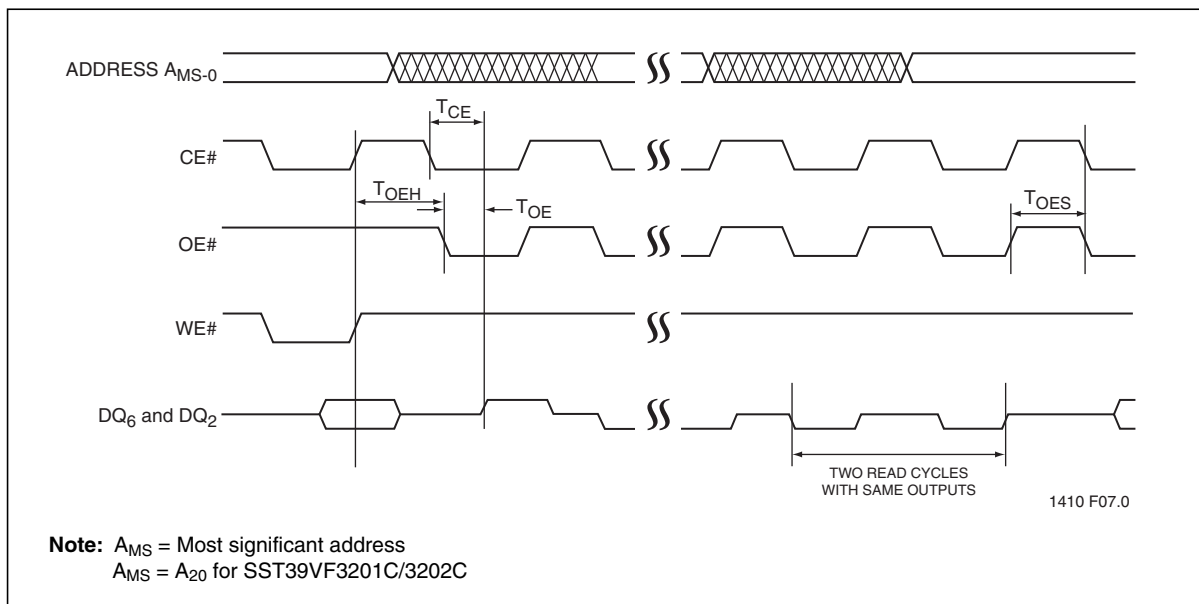 ADDRESS AMS-0
TCE
CE#
TOEH
TOE
TOES
OE#
WE#
DQ6 and DQ2
TWO READ CYCLES
WITH SAME OUTPUTS
1410 F07.0
Note: AMS = Most significant address
AMS = A20 for SST39VF3201C/3202C